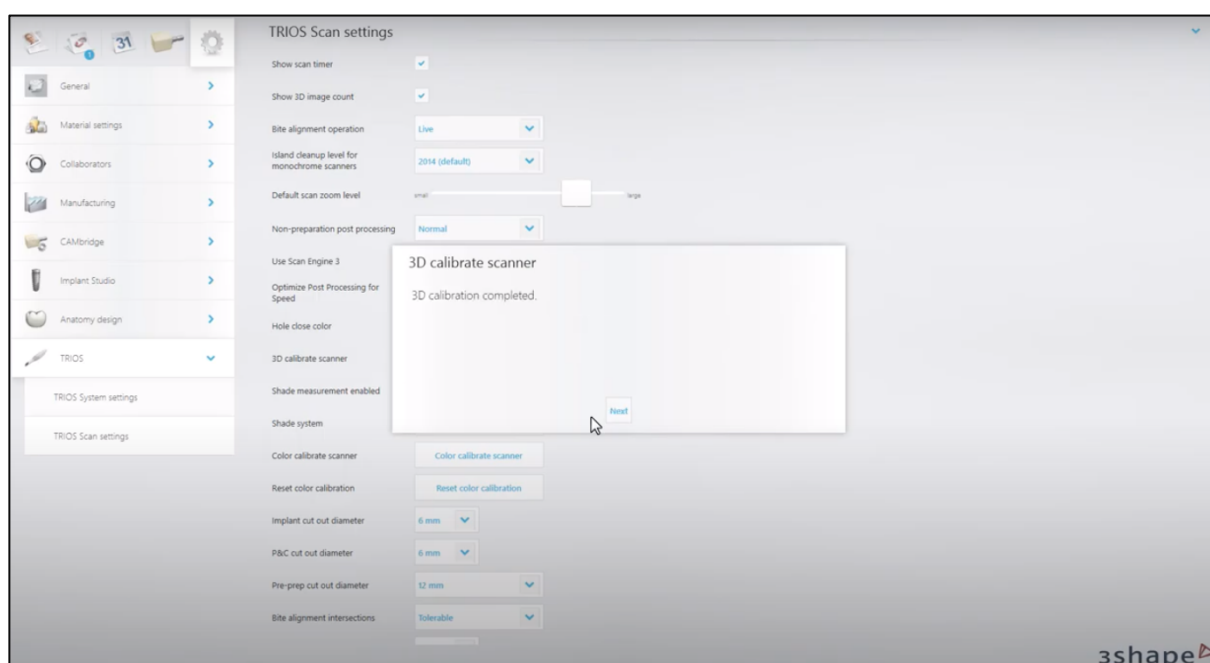 31
1
TRIOS Scan settings
General
Material settings
Collaborators
Manufacturing
CAMbridge
Implant Studio
Anatomy design
TRIOS
TRIOS System settings
TRIOS Scan settings
Show scan timer
Show 3D image count
Bite alignment operation
Live
Island cleanup level for
monochrome scanners
2014 (default)
Default scan zoom level
small
large
Non-preparation post processing
Normal
Use Scan Engine 3
Optimize Post Processing for
Speed
Hole close color
3D calibrate scanner
Shade measurement enabled
Shade system
3D calibrate scanner
3D calibration completed.
Next
Color calibrate scanner
Color calibrate scanner
Reset color calibration
Reset color calibration
Implant cut out diameter
6 mm
P&C cut out diameter
6 mm
Pre-prep cut out diameter
12 mm
Bite alignment intersections
Tolerable
3shape